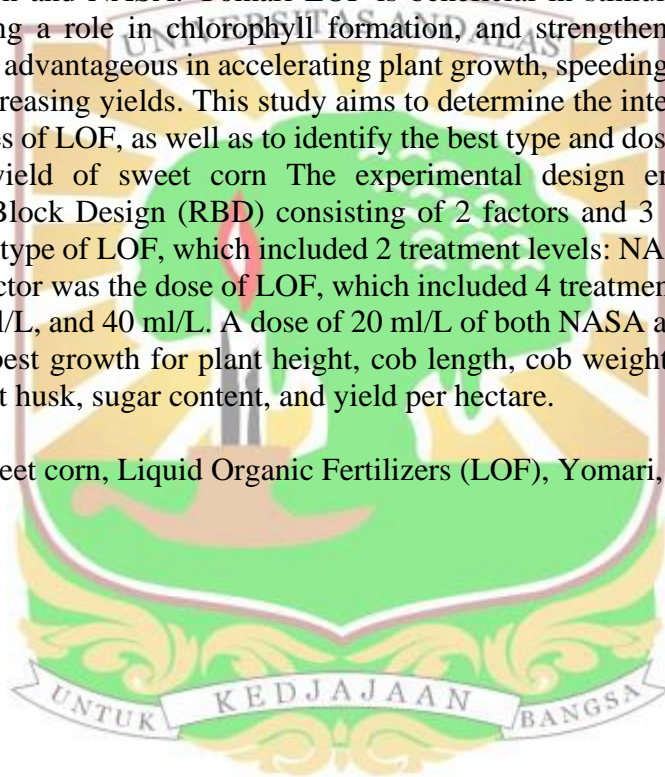 and NASA. Yomari LOF is beneficial in
ng a role in chlorophyll formation, and strengthen
UNIVERSITAS ANDALAS
advantageous in accelerating plant growth, speeding
creasing yields. This study aims to determine the
es of LOF, as well as to identify the best type and dos
yield of sweet corn The experimental design
Block Design (RBD) consisting of 2 factors and 3
type of LOF, which included 2 treatment levels: NA
ctor was the dose of LOF, which included 4 treatmen
l/L, and 40 ml/L. A dose of 20 ml/L of both NASA a
best growth for plant height, cob length, cob weight
t husk, sugar content, and yield per hectare.
eet corn, Liquid Organic Fertilizers (LOF), Yomari,
UNTUK KEDJAJAAN BANGSA